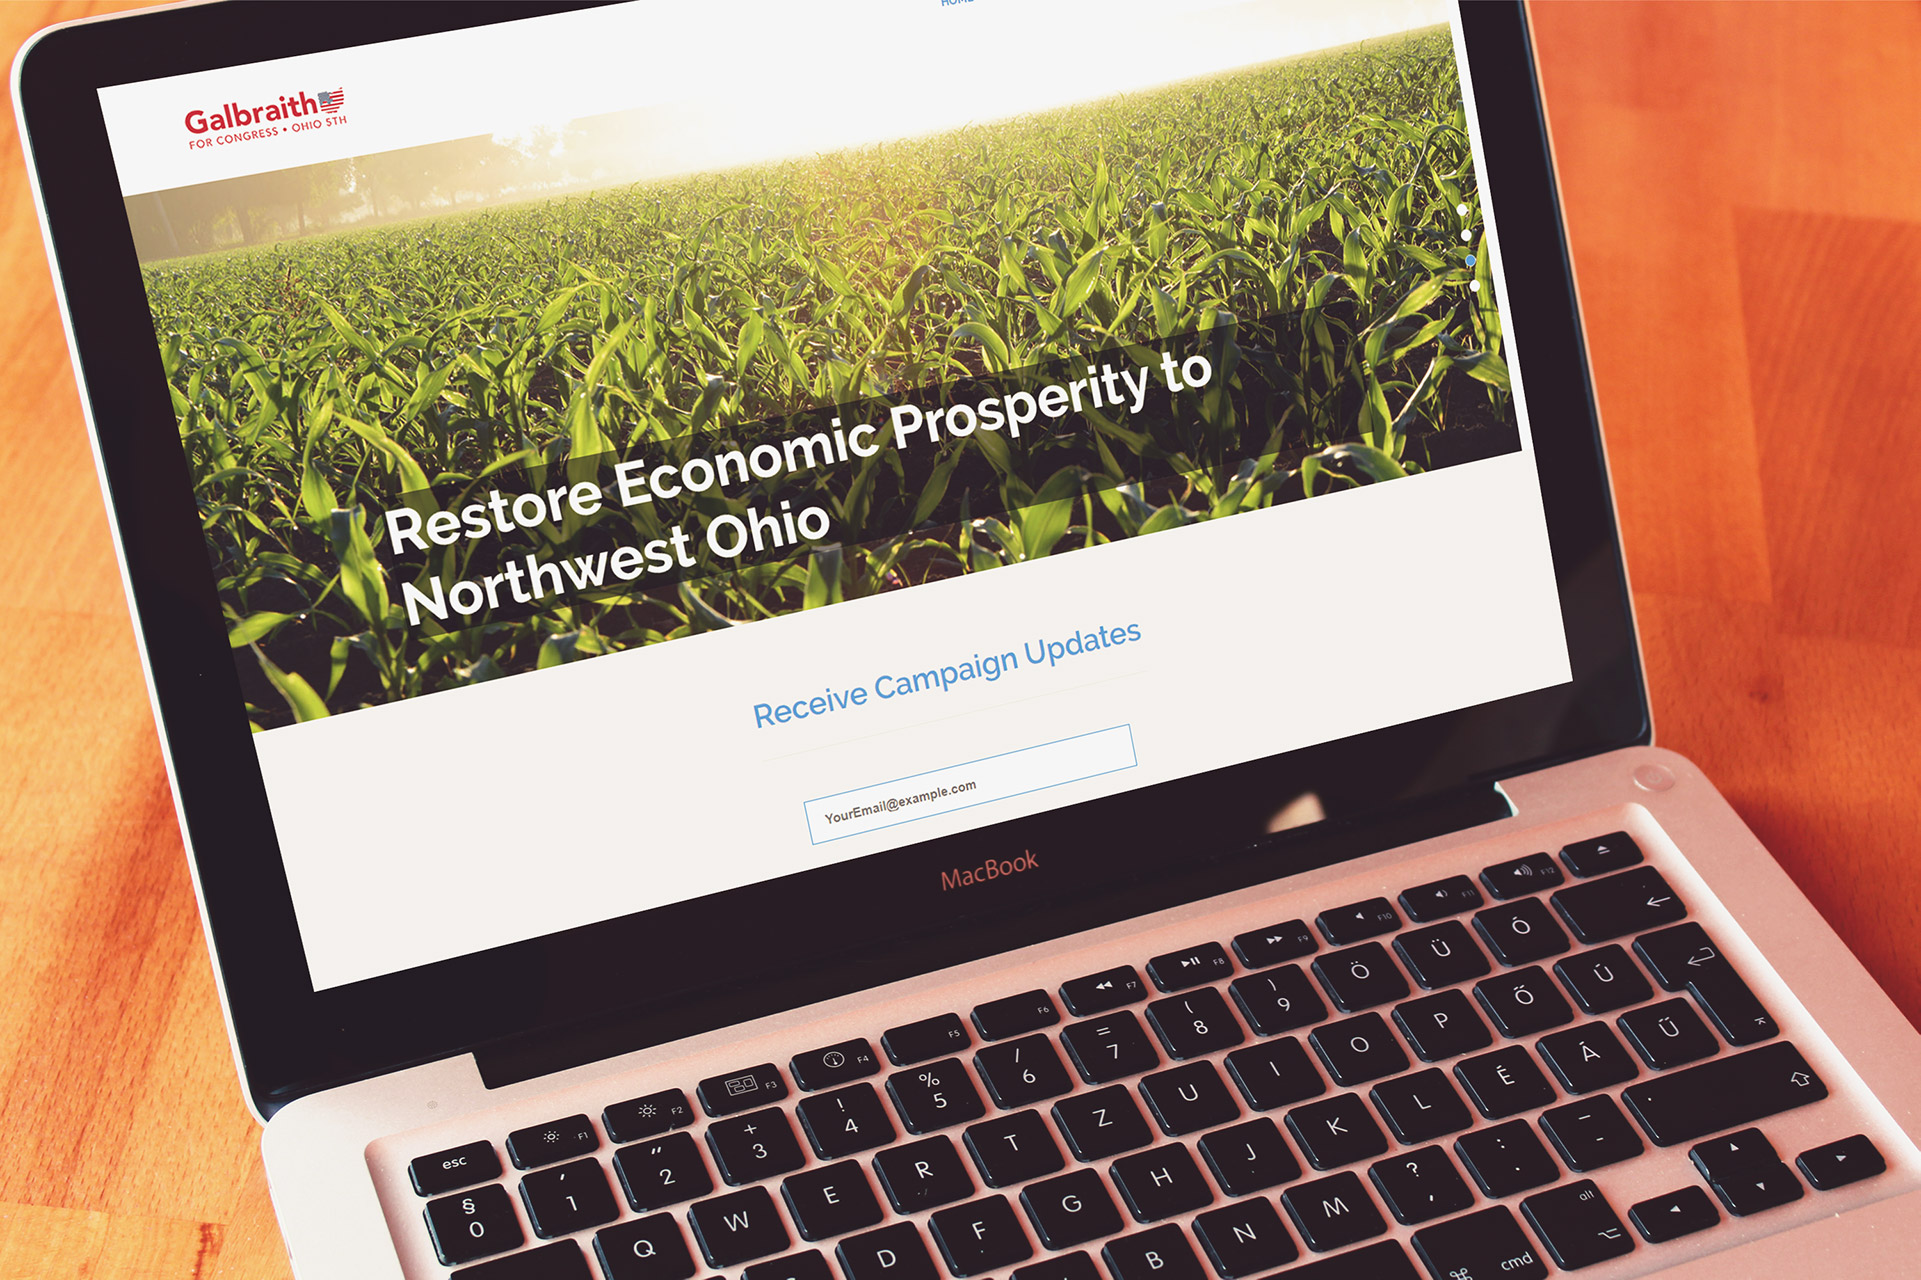 HOME
Galbraith
FOR CONGRESS • OHIO 5TH
Restore Economic Prosperity to
Northwest Ohio
Receive Campaign Updates
YourEmail@example.com
MacBook
esc F1 F2 F3 F4 F5 F6 F7 F8 F9 F10 F11 F12
§ ' " + ! % / = ( )
0 1 2 3 4 5 6 7 8 9 Ö Ü Ó
Q W E R T Z U I O P Ő Ú
D F G H J K L É Á Ű
B N M ? , : . - 
alt
cmd